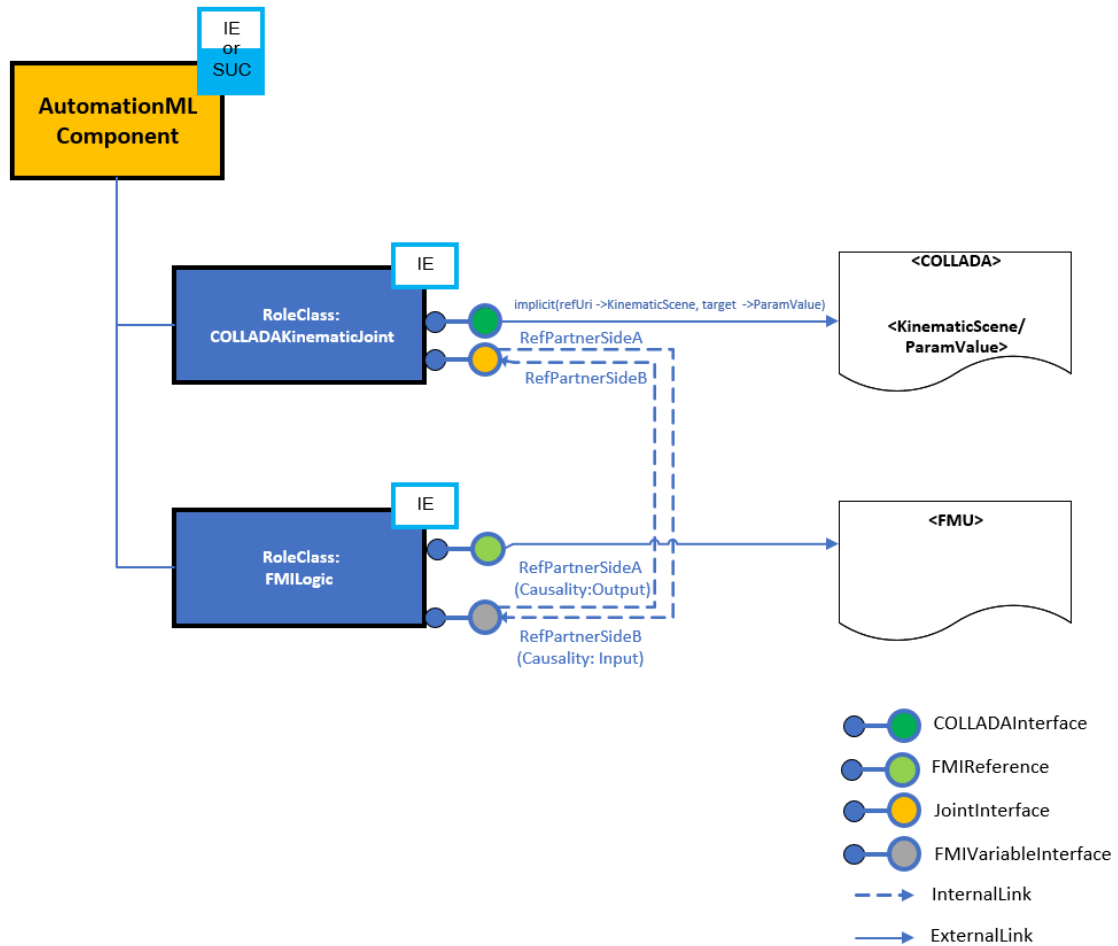 IE
or
SUC
AutomationML
Component
IE
RoleClass:
COLLADAKinematicJoint
implicit(refUri ->KinematicScene, target ->ParamValue)
RefPartnerSideA
RefPartnerSideB
<COLLADA>
<KinematicScene/
ParamValue>
IE
RoleClass:
FMILogic
RefPartnerSideA
(Causality:Output)
RefPartnerSideB
(Causality: Input)
<FMU>
COLLADAInterface
FMIReference
JointInterface
FMIVariableInterface
InternalLink
ExternalLink